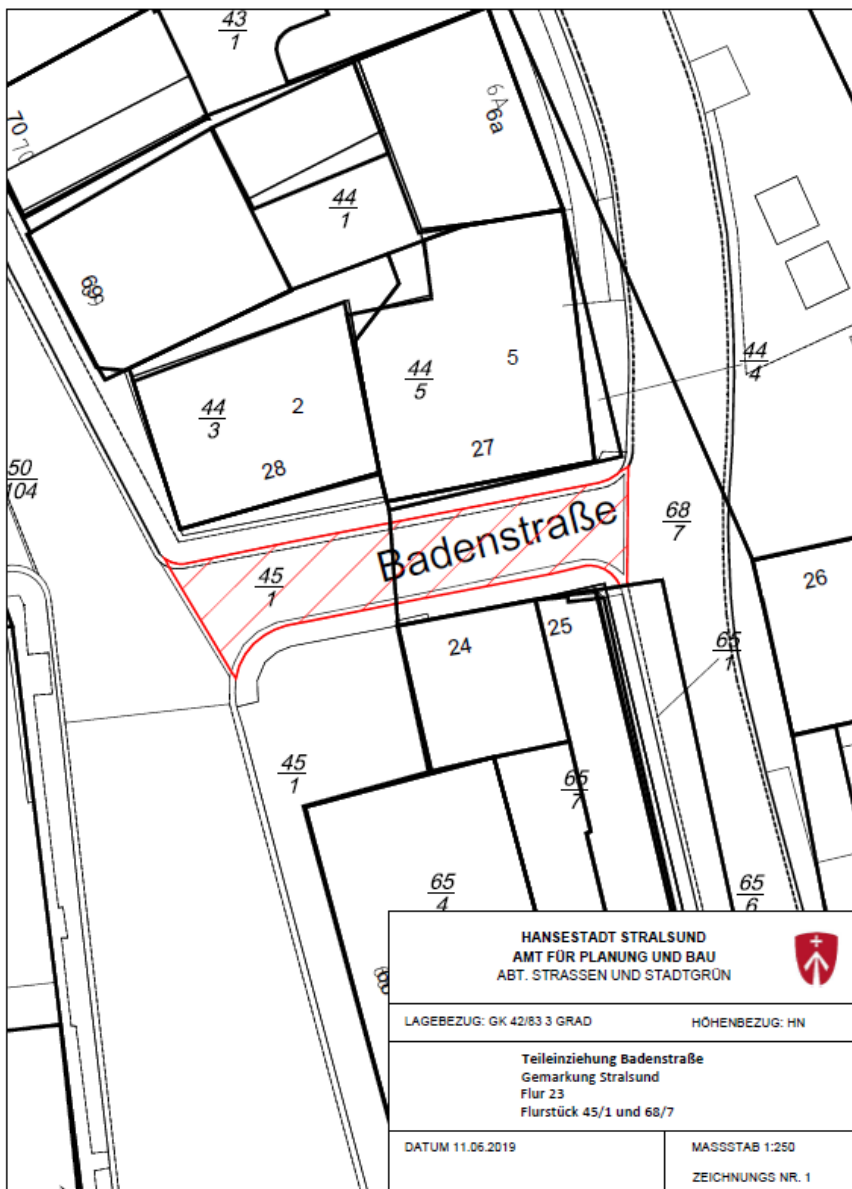 43
1
6A
6a
70
70
44
1
69
44
5
5
44
4
44
3
2
28
27
50
104
Badenstraße
68
7
45
1
26
24
25
65
1
45
1
65
7
65
4
65
6
HANSESTADT STRALSUND
AMT FÜR PLANUNG UND BAU
ABT. STRASSEN UND STADTGRÜN
LAGEBEZUG: GK 42/83 3 GRAD
HÖHENBEZUG: HN
Teileinziehung Badenstraße
Gemarkung Stralsund
Flur 23
Flurstück 45/1 und 68/7
DATUM 11.06.2019
MASSSTAB 1:250
ZEICHNUNGS NR. 1